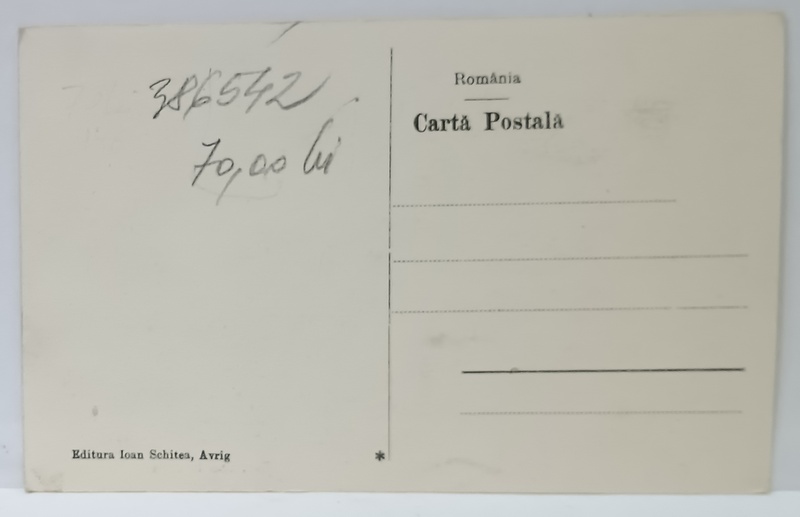 386542
70,00 lei
România
Cartă Postală
Editura Ioan Schitea, Avrig
*